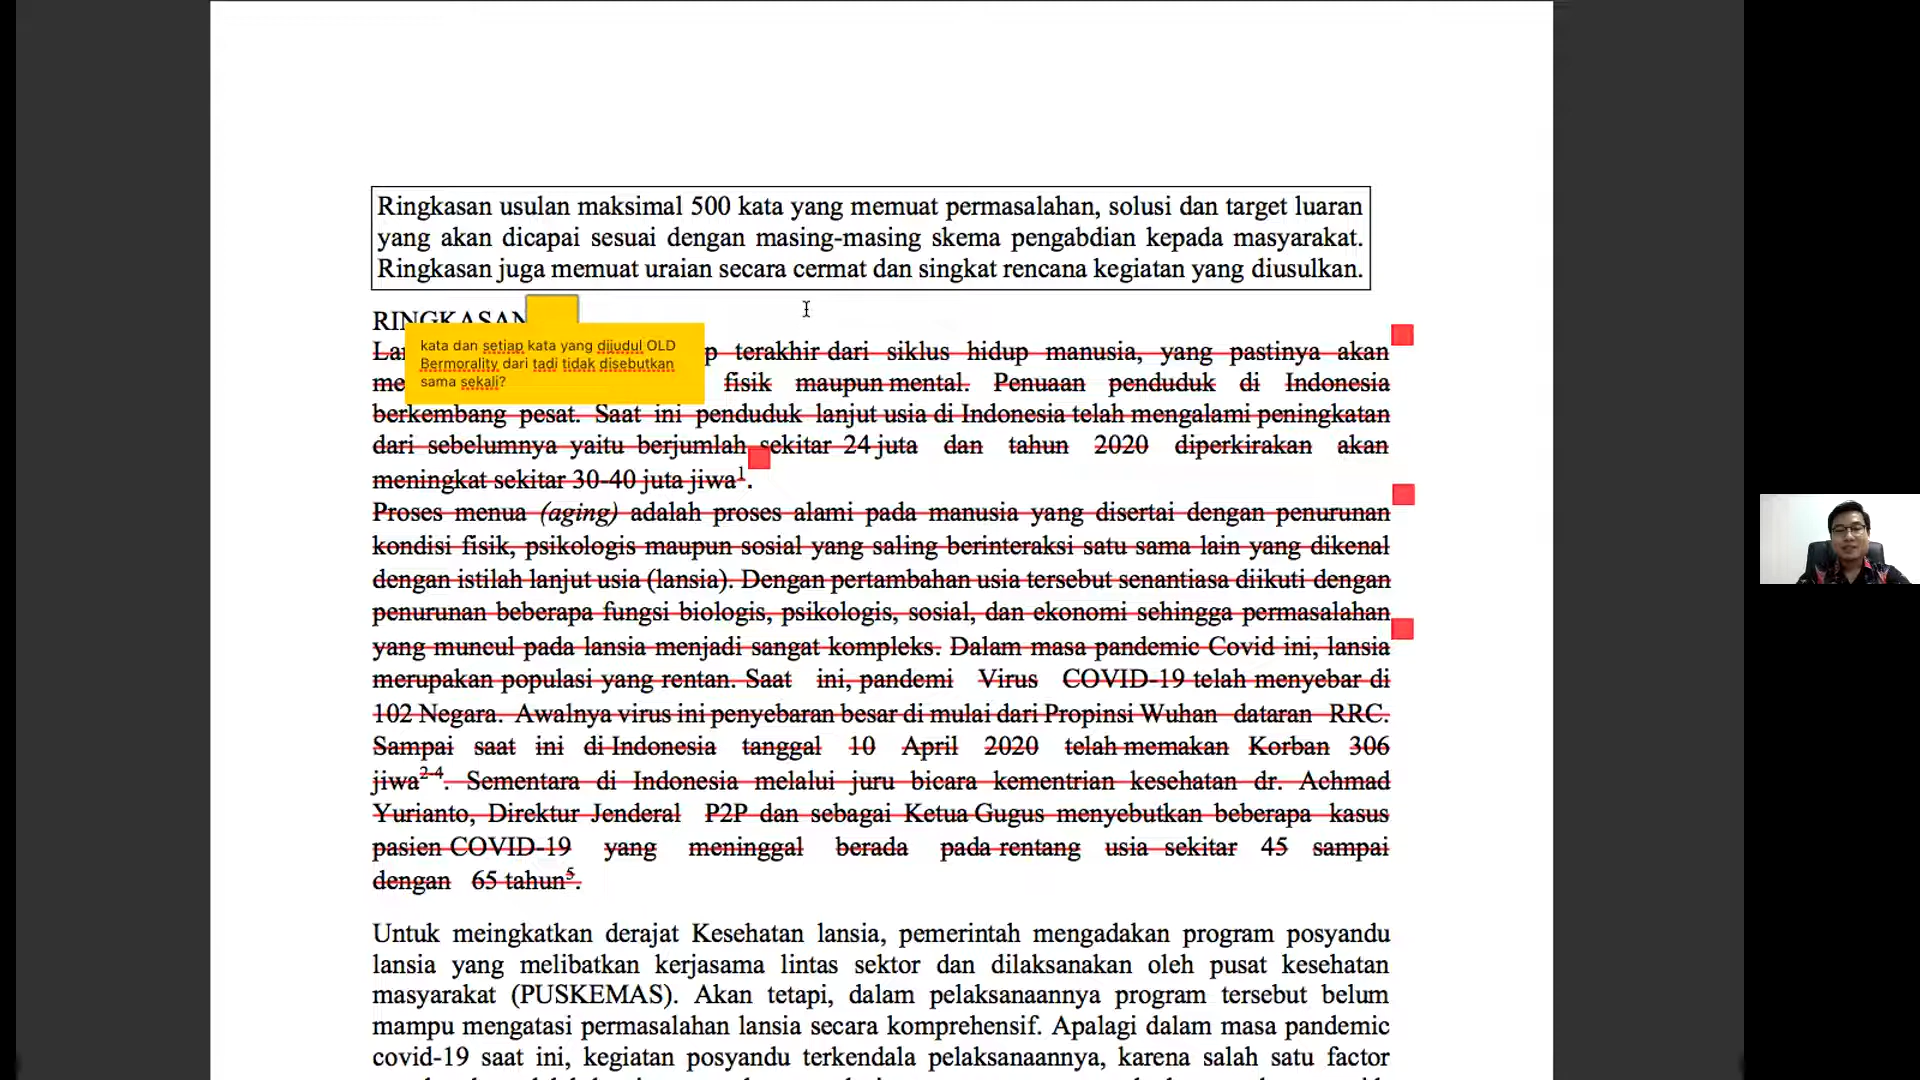 Ringkasan usulan maksimal 500 kata yang memuat permasalahan, solusi dan target luaran
yang akan dicapai sesuai dengan masing-masing skema pengabdian kepada masyarakat.
Ringkasan juga memuat uraian secara cermat dan singkat rencana kegiatan yang diusulkan.
RINGKASAN
kata dan setiap kata yang dijudul OLD
Bermorality dari tadi tidak disebutkan
sama sekali?
terakhir dari siklus hidup manusia, yang pastinya akan
fisik maupun mental. Penuaan penduduk di Indonesia
berkembang pesat. Saat ini penduduk lanjut usia di Indonesia telah mengalami peningkatan
dari sebelumnya yaitu berjumlah sekitar 24 juta dan tahun 2020 diperkirakan akan
meningkat sekitar 30-40 juta jiwa1.
Proses menua (aging) adalah proses alami pada manusia yang disertai dengan penurunan
kondisi fisik, psikologis maupun sosial yang saling berinteraksi satu sama lain yang dikenal
dengan istilah lanjut usia (lansia). Dengan pertambahan usia tersebut senantiasa diikuti dengan
penurunan beberapa fungsi biologis, psikologis, sosial, dan ekonomi sehingga permasalahan
yang muncul pada lansia menjadi sangat kompleks. Dalam masa pandemic Covid ini, lansia
merupakan populasi yang rentan. Saat ini, pandemi Virus COVID-19 telah menyebar di
102 Negara. Awalnya virus ini penyebaran besar di mulai dari Propinsi Wuhan dataran RRC.
Sampai saat ini di Indonesia tanggal 10 April 2020 telah memakan Korban 306
jiwa2-4. Sementara di Indonesia melalui juru bicara kementrian kesehatan dr. Achmad
Yurianto, Direktur Jenderal P2P dan sebagai Ketua Gugus menyebutkan beberapa kasus
pasien COVID-19 yang meninggal berada pada rentang usia sekitar 45 sampai
dengan 65 tahun5.
Untuk meingkatkan derajat Kesehatan lansia, pemerintah mengadakan program posyandu
lansia yang melibatkan kerjasama lintas sektor dan dilaksanakan oleh pusat kesehatan
masyarakat (PUSKEMAS). Akan tetapi, dalam pelaksanaannya program tersebut belum
mampu mengatasi permasalahan lansia secara komprehensif. Apalagi dalam masa pandemic
covid-19 saat ini, kegiatan posyandu terkendala pelaksanaannya, karena salah satu factor